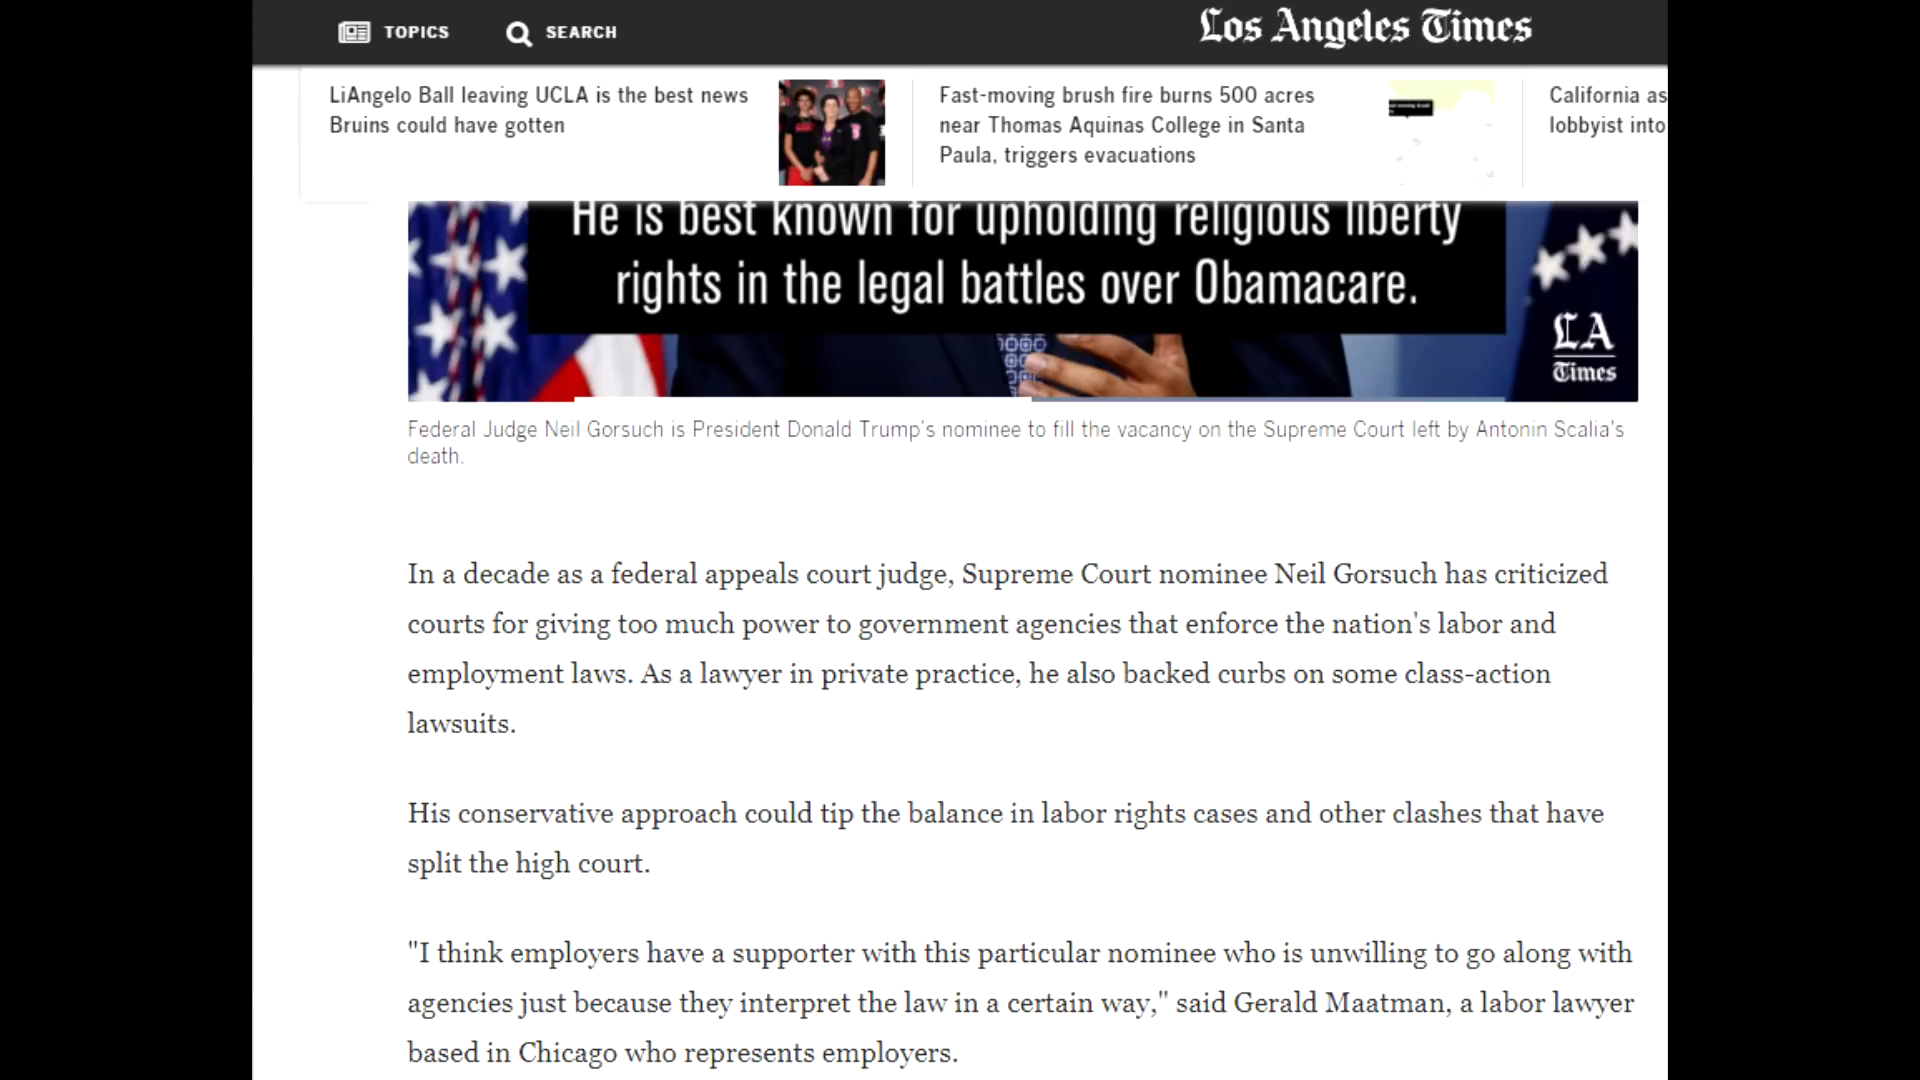 TOPICS
SEARCH
Los Angeles Times
LiAngelo Ball leaving UCLA is the best news
Bruins could have gotten
Fast-moving brush fire burns 500 acres
near Thomas Aquinas College in Santa
Paula, triggers evacuations
California as
lobbyist into
He is best known for upholding religious liberty
rights in the legal battles over Obamacare.
LA
Times
Federal Judge Neil Gorsuch is President Donald Trump's nominee to fill the vacancy on the Supreme Court left by Antonin Scalia's
death.
In a decade as a federal appeals court judge, Supreme Court nominee Neil Gorsuch has criticized
courts for giving too much power to government agencies that enforce the nation's labor and
employment laws. As a lawyer in private practice, he also backed curbs on some class-action
lawsuits.
His conservative approach could tip the balance in labor rights cases and other clashes that have
split the high court.
"I think employers have a supporter with this particular nominee who is unwilling to go along with
agencies just because they interpret the law in a certain way," said Gerald Maatman, a labor lawyer
based in Chicago who represents employers.